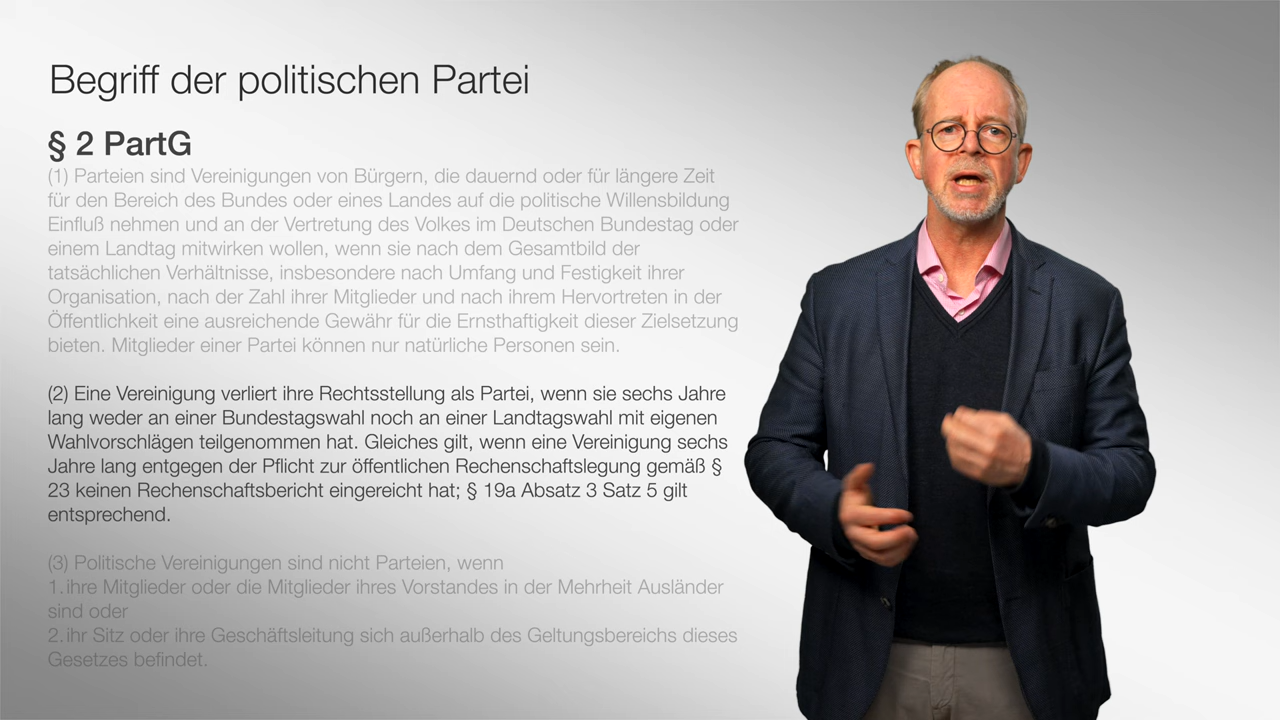 Begriff der politischen Partei
§ 2 PartG
(1) Parteien sind Vereinigungen von Bürgern, die dauernd oder für längere Zeit
für den Bereich des Bundes oder eines Landes auf die politische Willensbildung
Einfluß nehmen und an der Vertretung des Volkes im Deutschen Bundestag oder
einem Landtag mitwirken wollen, wenn sie nach dem Gesamtbild der
tatsächlichen Verhältnisse, insbesondere nach Umfang und Festigkeit ihrer
Organisation, nach der Zahl ihrer Mitglieder und nach ihrem Hervortreten in der
Öffentlichkeit eine ausreichende Gewähr für die Ernsthaftigkeit dieser Zielsetzung
bieten. Mitglieder einer Partei können nur natürliche Personen sein.
(2) Eine Vereinigung verliert ihre Rechtsstellung als Partei, wenn sie sechs Jahre
lang weder an einer Bundestagswahl noch an einer Landtagswahl mit eigenen
Wahlvorschlägen teilgenommen hat. Gleiches gilt, wenn eine Vereinigung sechs
Jahre lang entgegen der Pflicht zur öffentlichen Rechenschaftslegung gemäß §
23 keinen Rechenschaftsbericht eingereicht hat; § 19a Absatz 3 Satz 5 gilt
entsprechend.
(3) Politische Vereinigungen sind nicht Parteien, wenn
1. ihre Mitglieder oder die Mitglieder ihres Vorstandes in der Mehrheit Ausländer
sind oder
2. ihr Sitz oder ihre Geschäftsleitung sich außerhalb des Geltungsbereichs dieses
Gesetzes befindet.